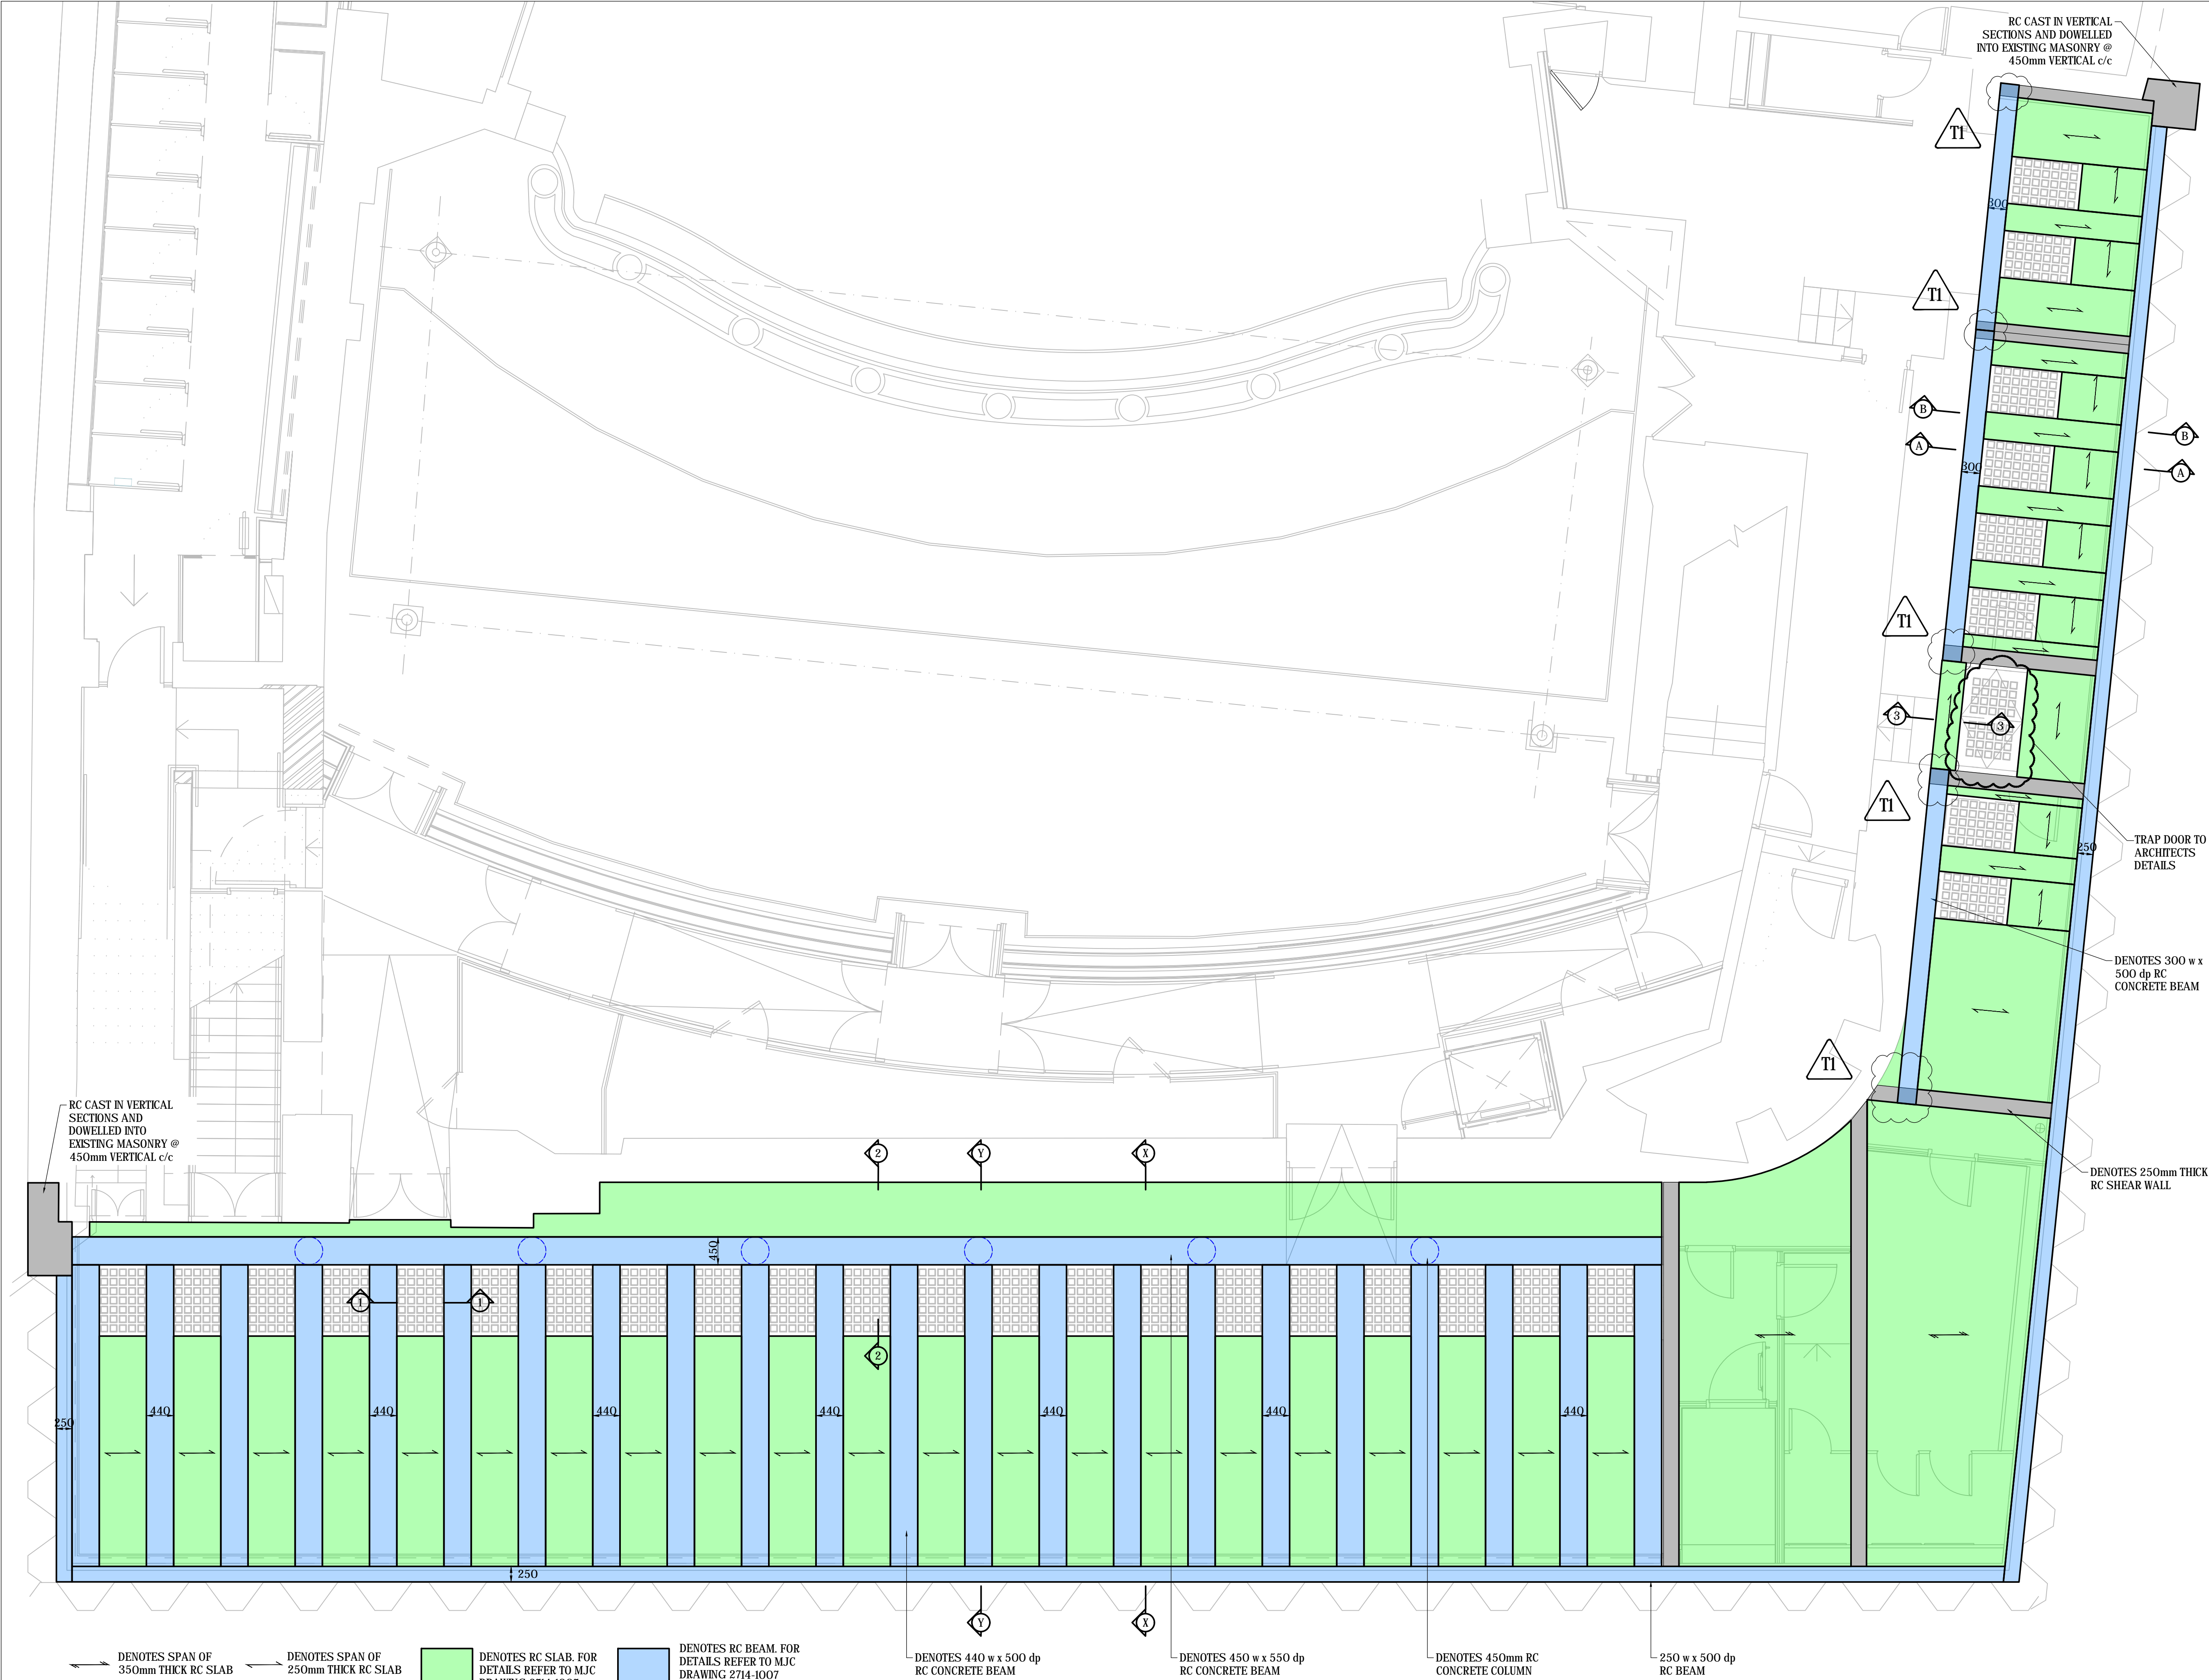 RC CAST IN VERTICAL
SECTIONS AND DOWELLED
INTO EXISTING MASONRY @
450mm VERTICAL c/c
T1
300
T1
B
B
A
A
300
T1
3
3
T1
TRAP DOOR TO
ARCHITECTS
DETAILS
250
DENOTES 300 w x
500 dp RC
CONCRETE BEAM
T1
RC CAST IN VERTICAL
SECTIONS AND
DOWELLED INTO
EXISTING MASONRY @
450mm VERTICAL c/c
2
Y
X
DENOTES 250mm THICK
RC SHEAR WALL
450
1
1
2
250
440
440
440
440
440
440
440
250
Y
X
DENOTES SPAN OF
350mm THICK RC SLAB
DENOTES SPAN OF
250mm THICK RC SLAB
DENOTES RC SLAB. FOR
DETAILS REFER TO MJC
DENOTES RC BEAM. FOR
DETAILS REFER TO MJC
DRAWING 2714-1007
DENOTES 440 w x 500 dp
RC CONCRETE BEAM
DENOTES 450 w x 550 dp
RC CONCRETE BEAM
DENOTES 450mm RC
CONCRETE COLUMN
250 w x 500 dp
RC BEAM